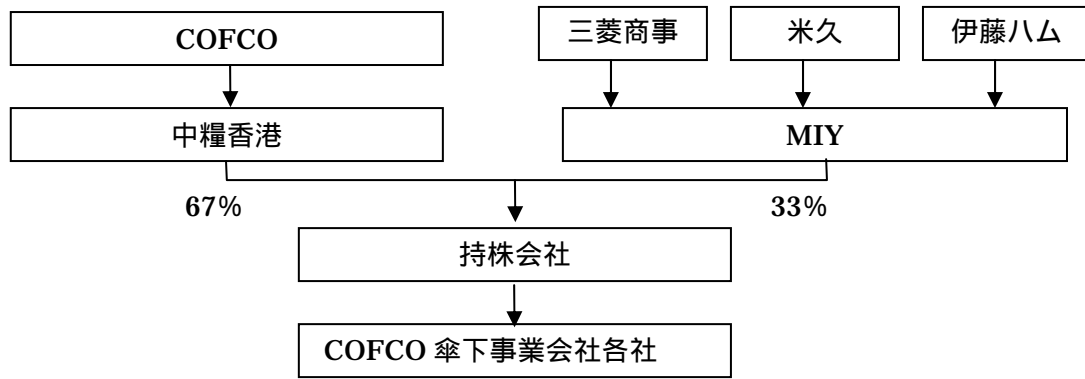 COFCO
三菱商事
米久
伊藤ハム
中糧香港
MIY
67%
33%
持株会社
COFCO 傘下事業会社各社